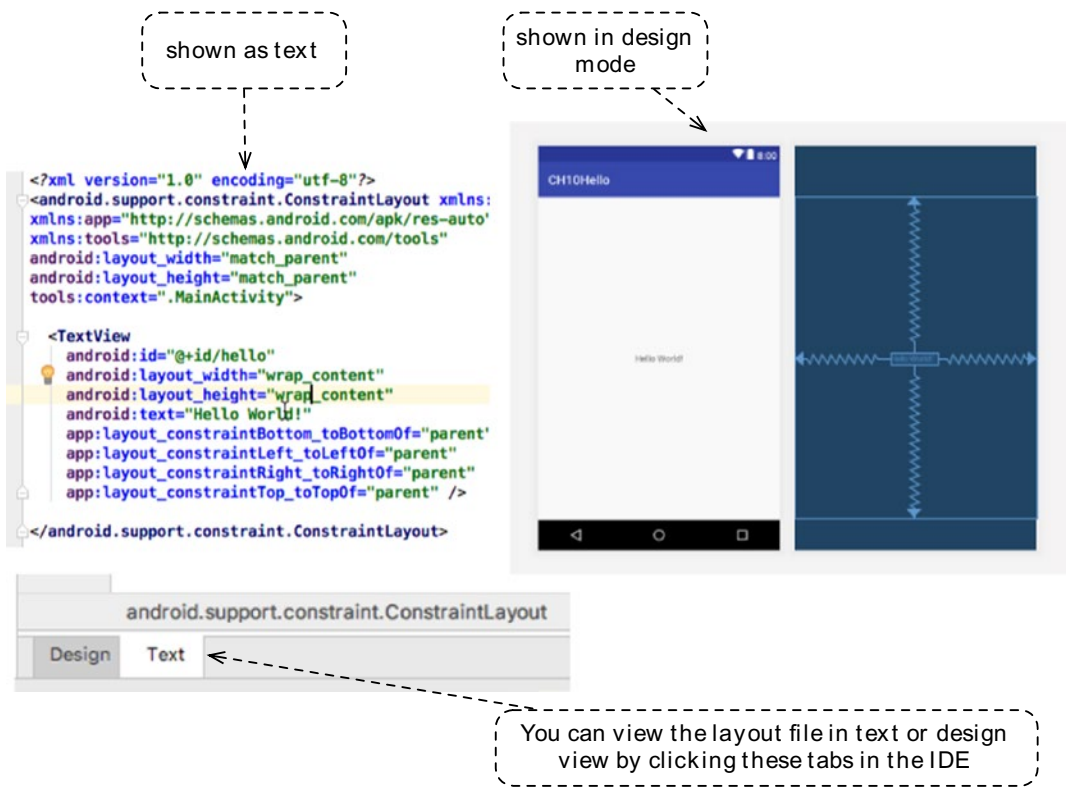 shown as text
shown in design
mode
<?xml version="1.0" encoding="utf-8"?>
<android.support.constraint.ConstraintLayout xmlns:
xmlns:app="http://schemas.android.com/apk/res-auto"
xmlns:tools="http://schemas.android.com/tools"
android:layout_width="match_parent"
android:layout_height="match_parent"
tools:context=".MainActivity">
<TextView
android:id="@+id/hello"
android:layout_width="wrap_content"
android:layout_height="wrap_content"
android:text="Hello World!"
app:layout_constraintBottom_toBottomOf="parent"
app:layout_constraintLeft_toLeftOf="parent"
app:layout_constraintRight_toRightOf="parent"
app:layout_constraintTop_toTopOf="parent" />
</android.support.constraint.ConstraintLayout>
8:00
CH10Hello
Hello World!
android.support.constraint.ConstraintLayout
Design Text
You can view the layout file in text or design
view by clicking these tabs in the IDE